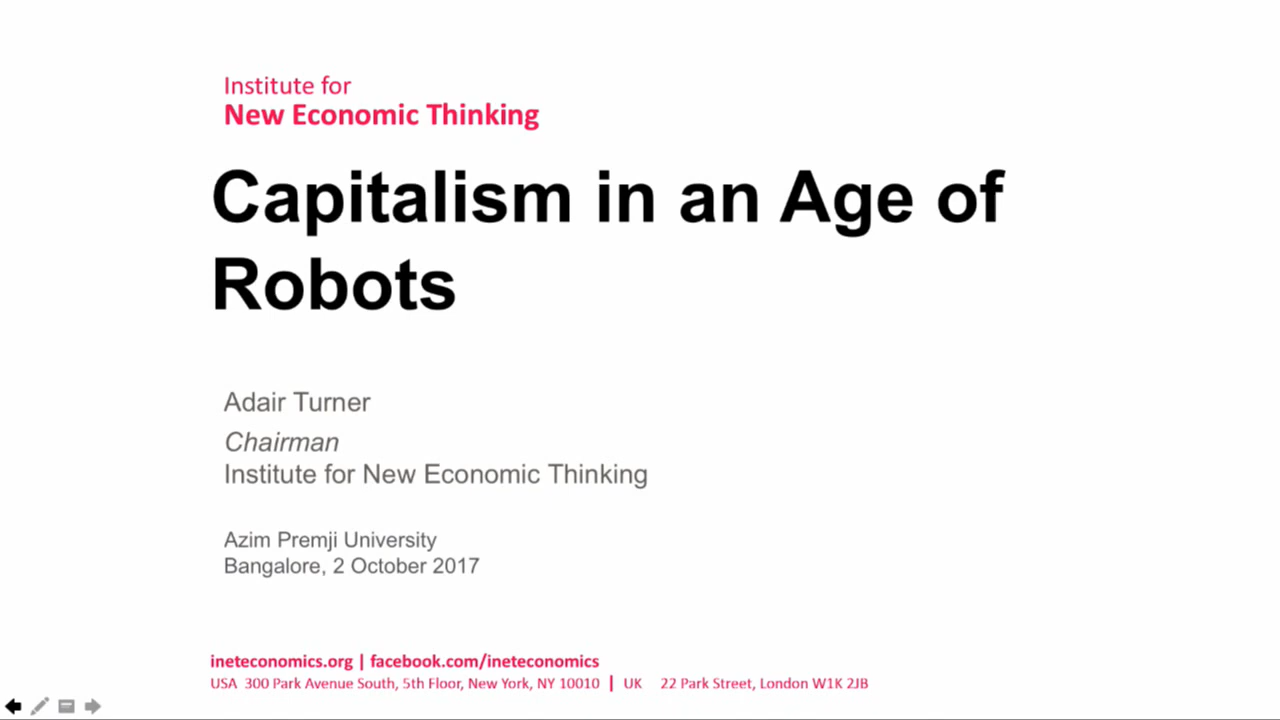 Institute for
New Economic Thinking
Capitalism in an Age of
Robots
Adair Turner
Chairman
Institute for New Economic Thinking
Azim Premji University
Bangalore, 2 October 2017
ineteconomics.org | facebook.com/ineteconomics
USA 300 Park Avenue South, 5th Floor, New York, NY 10010 | UK 22 Park Street, London W1K 2JB